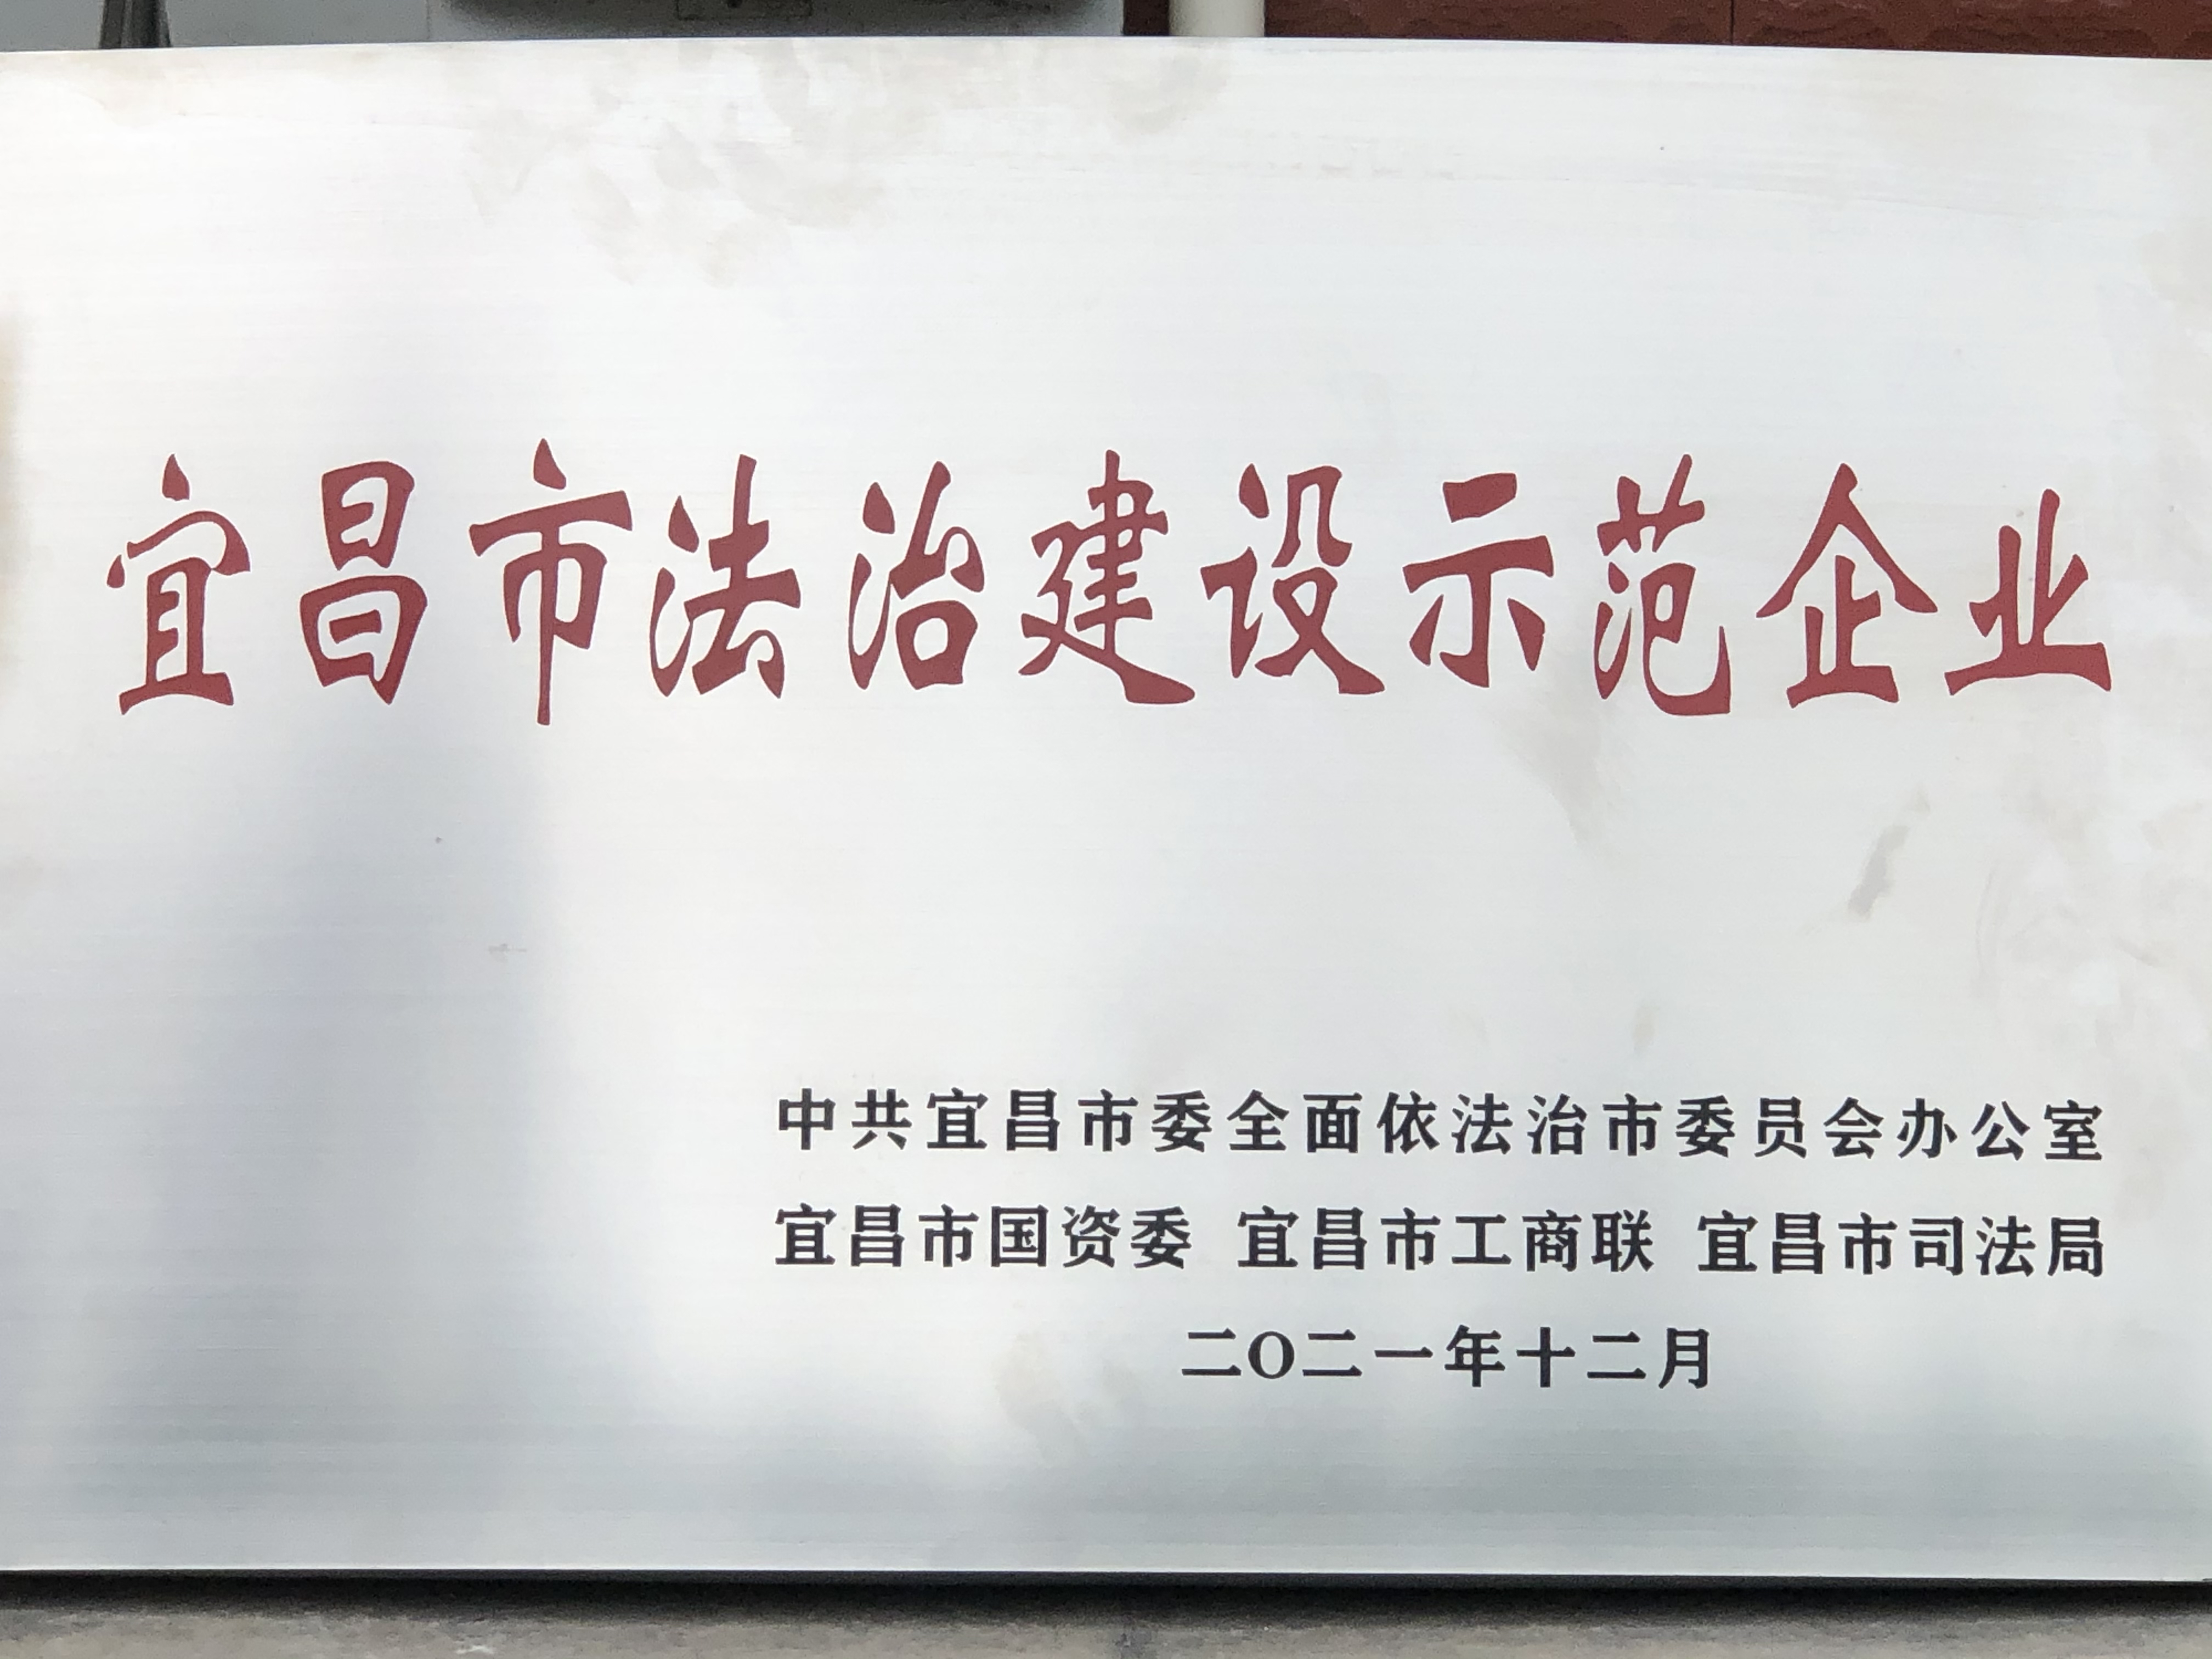 宜昌市法治建设示范企业
中共宜昌市委全面依法治市委员会办公室
宜昌市国资委 宜昌市工商联 宜昌市司法局
二O二一年十二月